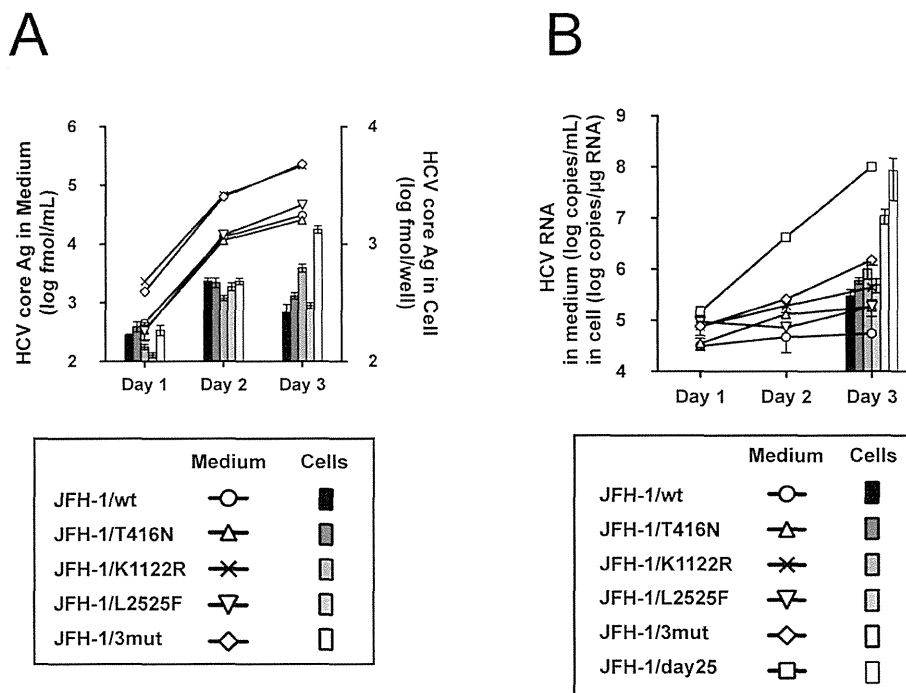 A
HCV core Ag in Medium
(log fmol/mL)
6
5
4
3
2
4
3
2
HCV core Ag in Cell
(log fmol/well)
Day 1 Day 2 Day 3
Medium Cells
JFH-1/wt
JFH-1/T416N
JFH-1/K1122R
JFH-1/L2525F
JFH-1/3mut
B
HCV RNA
in medium (log copies/mL)
in cell (log copies/µg RNA)
9
8
7
6
5
4
Day 1 Day 2 Day 3
Medium Cells
JFH-1/wt
JFH-1/T416N
JFH-1/K1122R
JFH-1/L2525F
JFH-1/3mut
JFH-1/day25